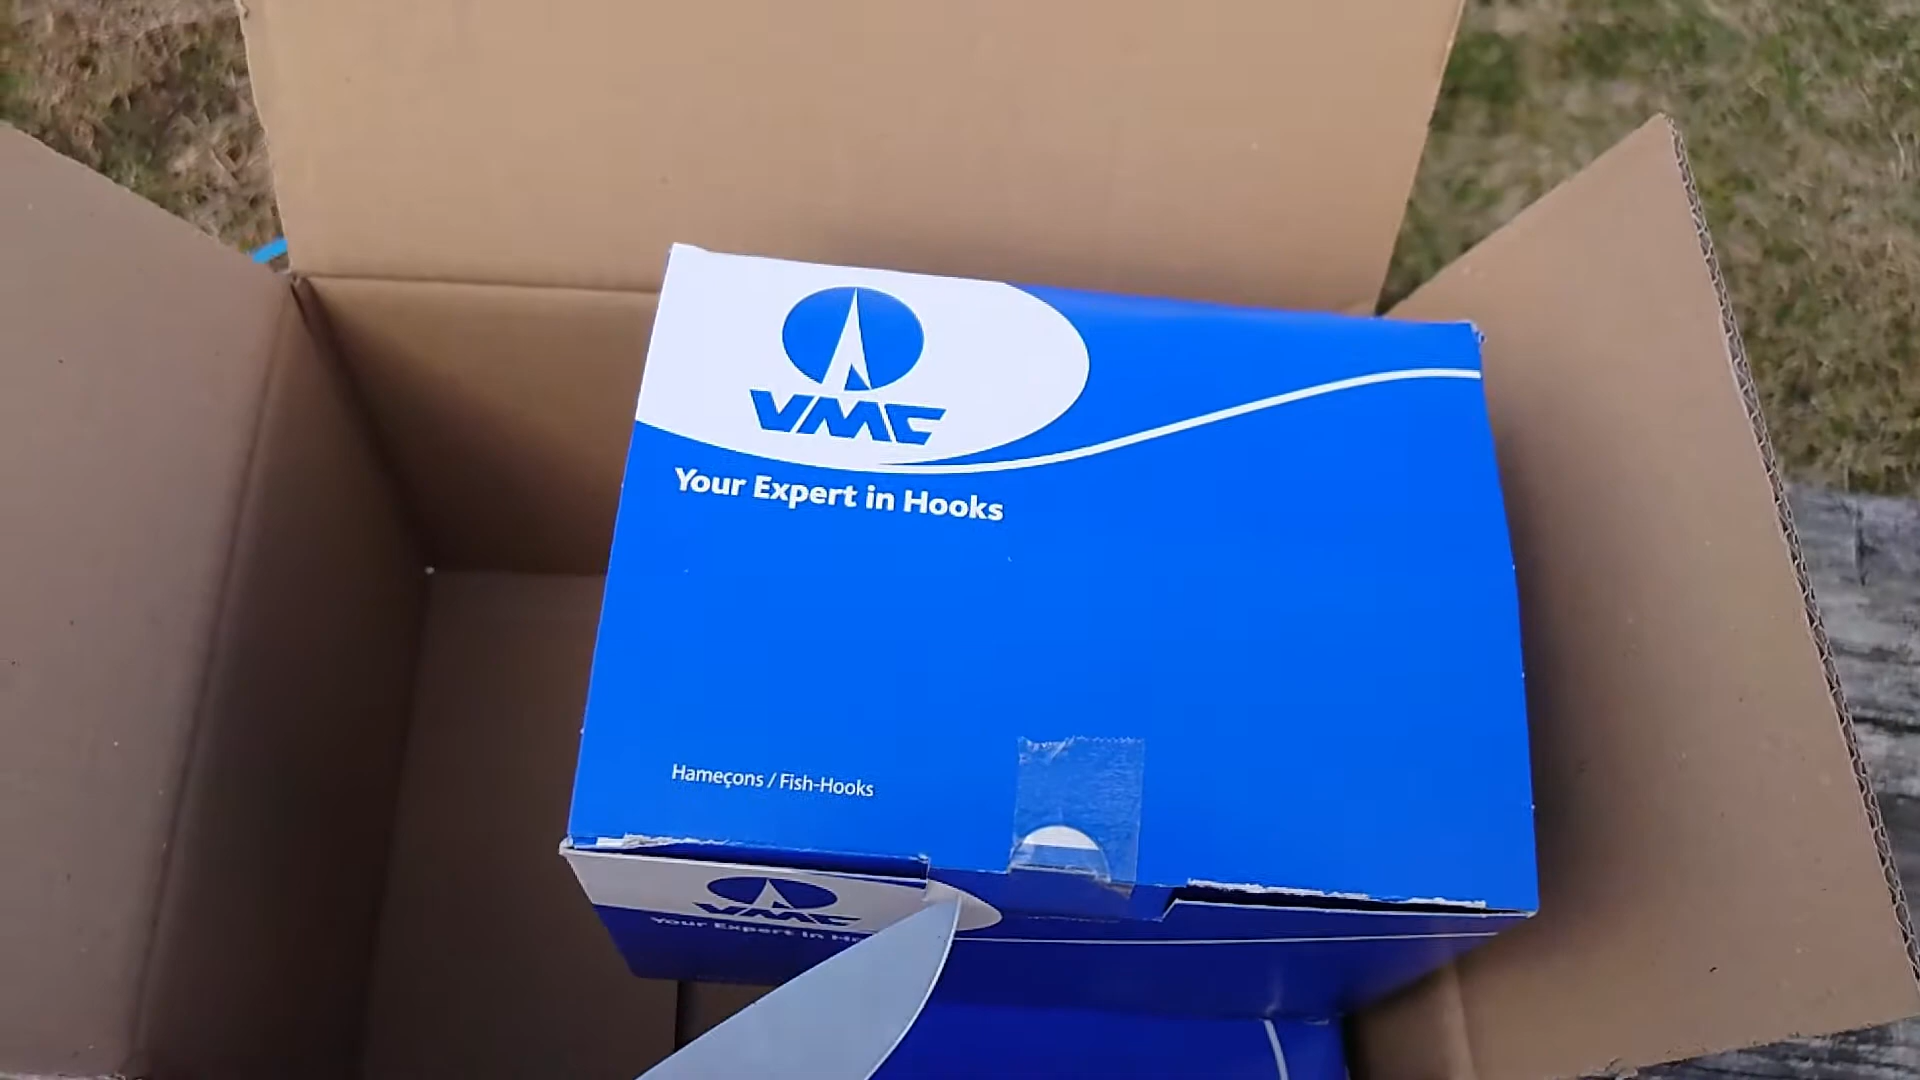 VMC
Your Expert in Hooks
Hameçons / Fish-Hooks
VMC
Your Expert in